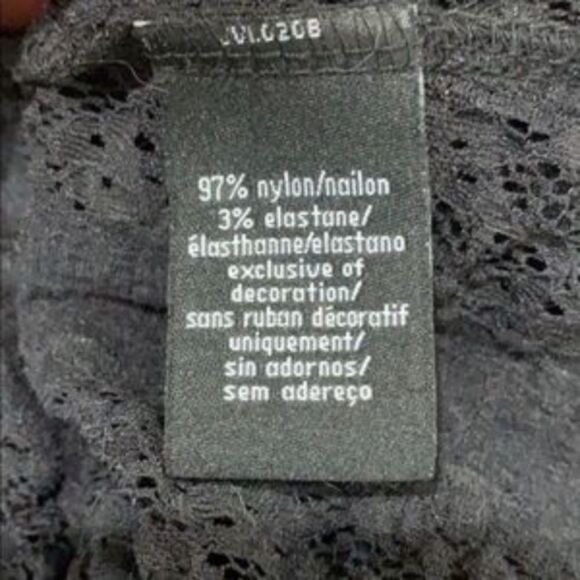 97% nylon/nailon
3% elastane/
élasthanne/elastano
exclusive of
decoration/
sans ruban décoratif
uniquement/
sin adornos/
sem adereço